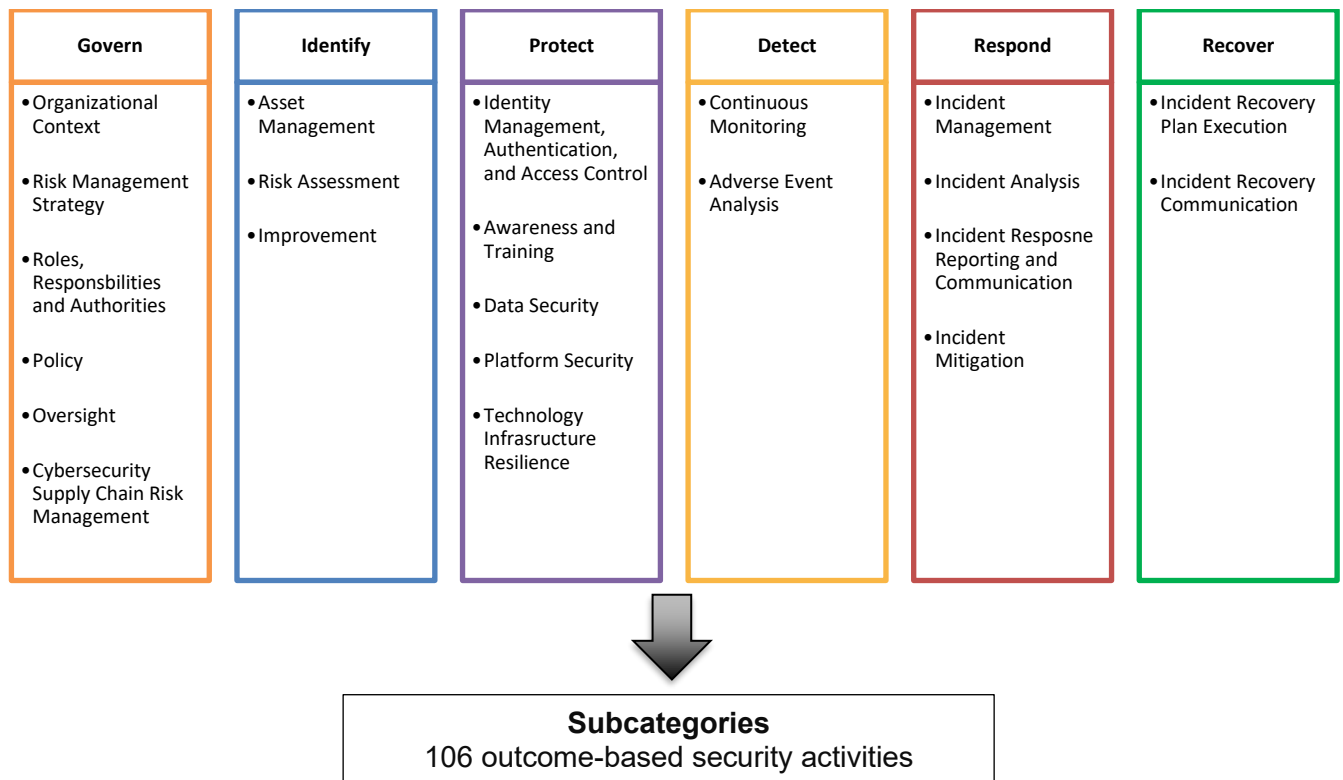 Govern
•Organizational
Context
•Risk Management
Strategy
•Roles,
Responsbilities
and Authorities
•Policy
•Oversight
•Cybersecurity
Supply Chain Risk
Management
Identify
•Asset
Management
•Risk Assessment
•Improvement
Protect
•Identity
Management,
Authentication,
and Access Control
•Awareness and
Training
•Data Security
•Platform Security
•Technology
Infrasructure
Resilience
Detect
•Continuous
Monitoring
•Adverse Event
Analysis
Respond
•Incident
Management
•Incident Analysis
•Incident Resposne
Reporting and
Communication
•Incident
Mitigation
Recover
•Incident Recovery
Plan Execution
•Incident Recovery
Communication
Subcategories
106 outcome-based security activities